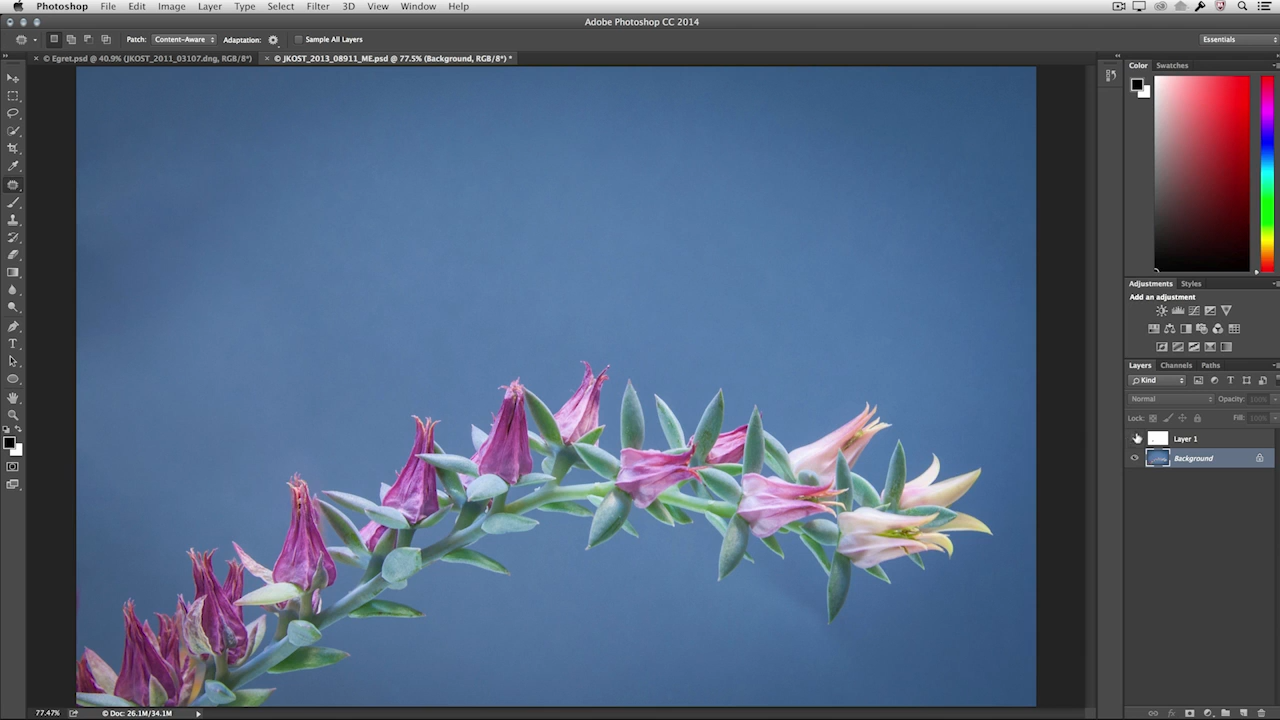 Photoshop File Edit Image Layer Type Select Filter 3D View Window Help
Adobe Photoshop CC 2014
Patch: Content-Aware Adaptation: Sample All Layers Essentials
× © Egret.psd @ 40.9% (JKOST_2011_03107.dng, RGB/8*) × © JKOST_2013_08911_ME.psd @ 77.5% (Background, RGB/8*) *
Color Swatches
Adjustments Styles
Add an adjustment
Layers Channels Paths
Kind
Normal Opacity: 100%
Lock: Fill: 100%
Layer 1
Background
77.47% © Doc: 26.1M/34.1M